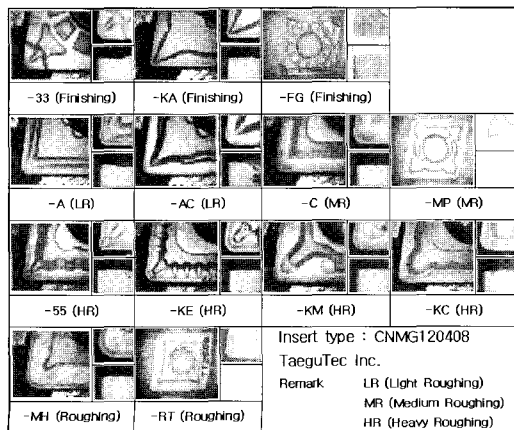 -33 (Finishing)
-KA (Finishing)
-FG (Finishing)
-A (LR)
-AC (LR)
-C (MR)
-MP (MR)
-55 (HR)
-KE (HR)
-KM (HR)
-KC (HR)
-MH (Roughing)
-RT (Roughing)
Insert type : CNMG120408
TaeguTec Inc.
Remark LR (Light Roughing)
MR (Medium Roughing)
HR (Heavy Roughing)